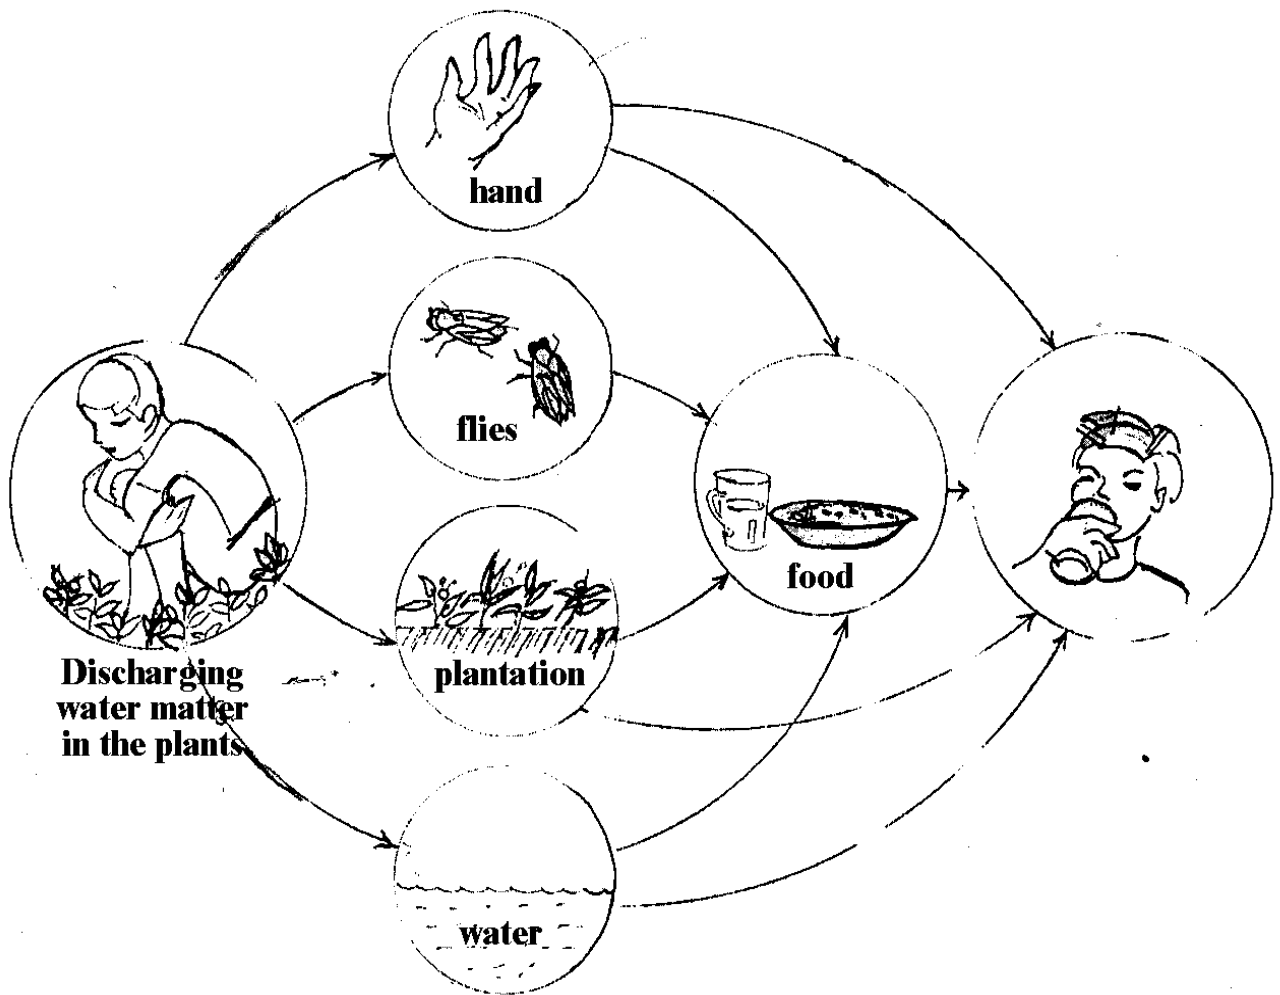 hand
flies
food
plantation
Discharging
water matter
in the plants
water